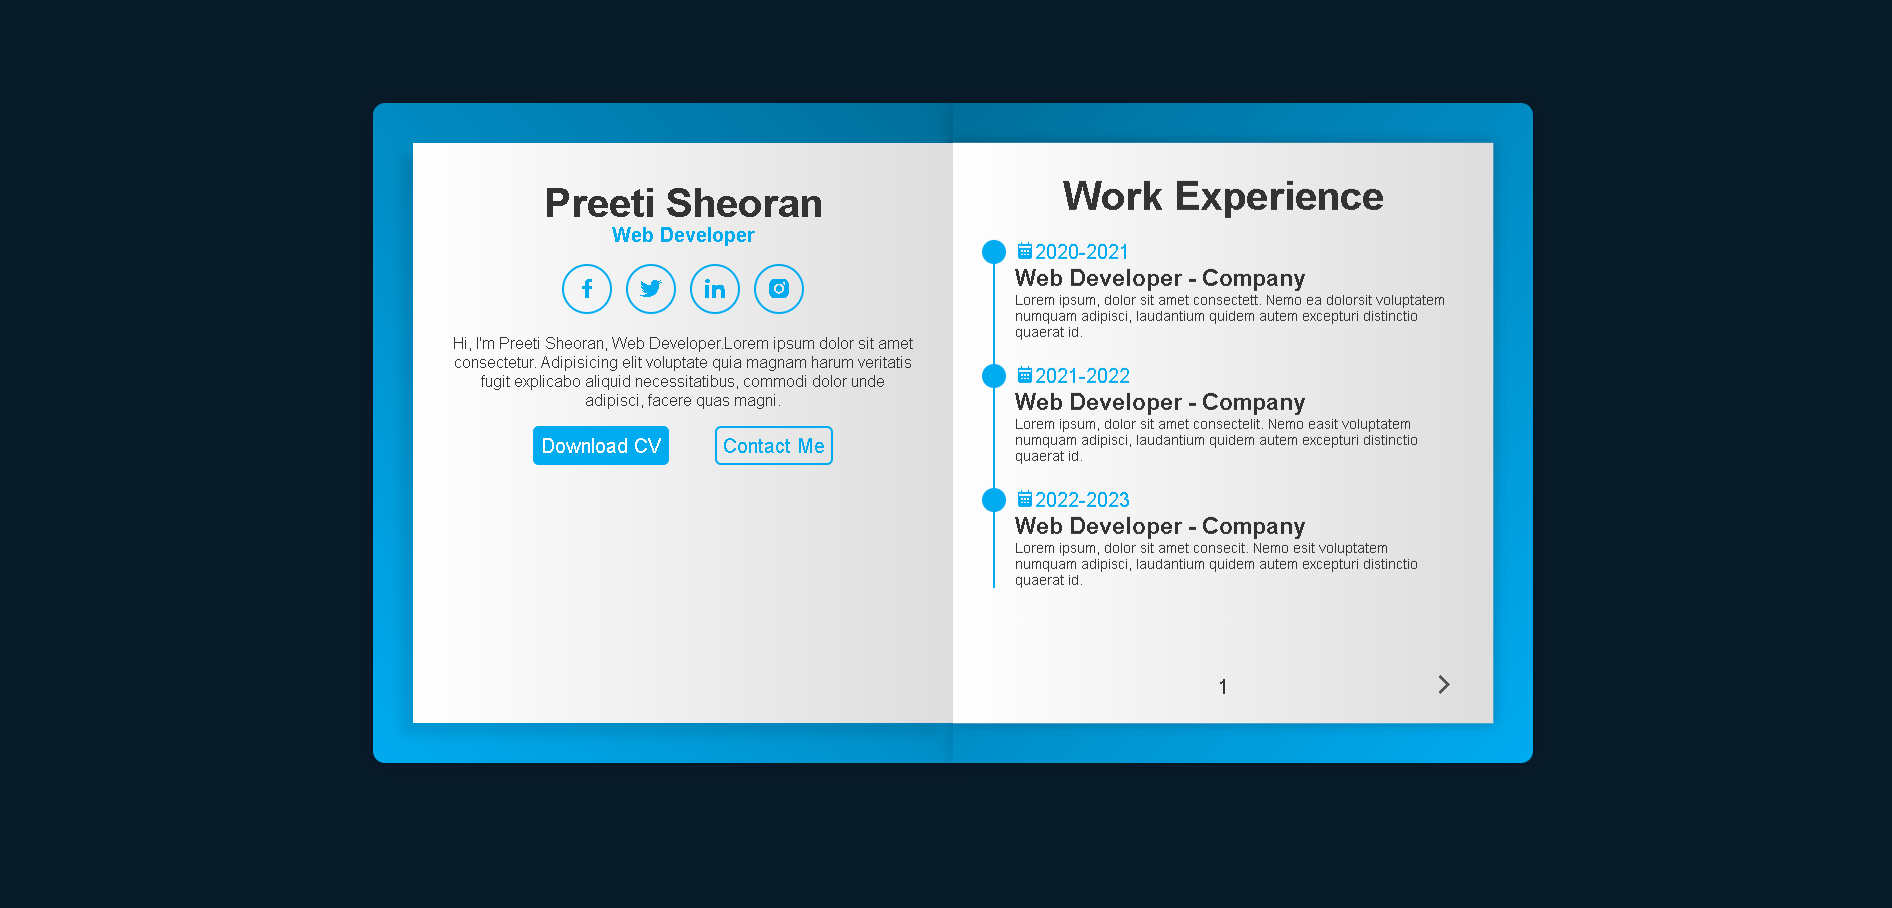 Preeti Sheoran
Web Developer
Hi, I'm Preeti Sheoran, Web Developer.Lorem ipsum dolor sit amet
consectetur. Adipisicing elit voluptate quia magnam harum veritatis
fugit explicabo aliquid necessitatibus, commodi dolor unde
adipisci, facere quas magni.
Download CV
Contact Me
Work Experience
2020-2021
Web Developer - Company
Lorem ipsum, dolor sit amet consectett. Nemo ea dolorsit voluptatem
numquam adipisci, laudantium quidem autem excepturi distinctio
quaerat id.
2021-2022
Web Developer - Company
Lorem ipsum, dolor sit amet consectelit. Nemo easit voluptatem
numquam adipisci, laudantium quidem autem excepturi distinctio
quaerat id.
2022-2023
Web Developer - Company
Lorem ipsum, dolor sit amet consecit. Nemo esit voluptatem
numquam adipisci, laudantium quidem autem excepturi distinctio
quaerat id.
1